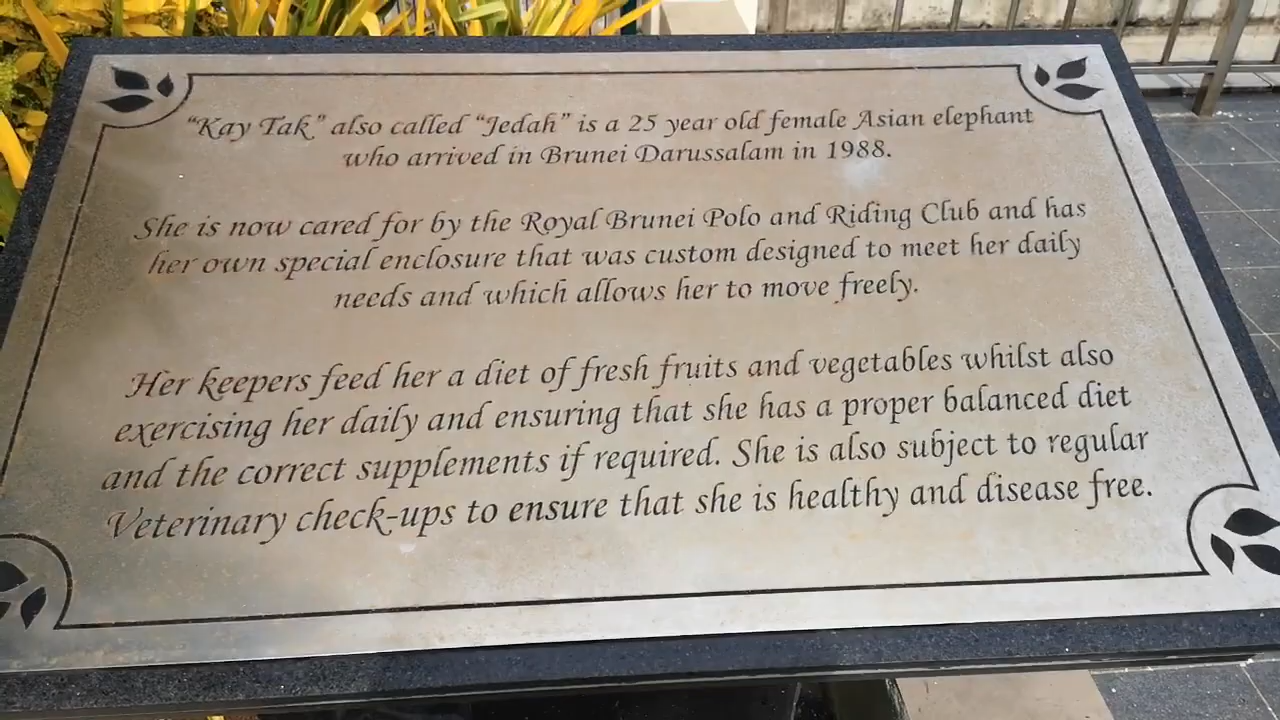 "Kay Tak" also called "Jedah" is a 25 year old female Asian elephant
who arrived in Brunei Darussalam in 1988.
She is now cared for by the Royal Brunei Polo and Riding Club and has
her own special enclosure that was custom designed to meet her daily
needs and which allows her to move freely.
Her keepers feed her a diet of fresh fruits and vegetables whilst also
exercising her daily and ensuring that she has a proper balanced diet
and the correct supplements if required. She is also subject to regular
Veterinary check-ups to ensure that she is healthy and disease free.